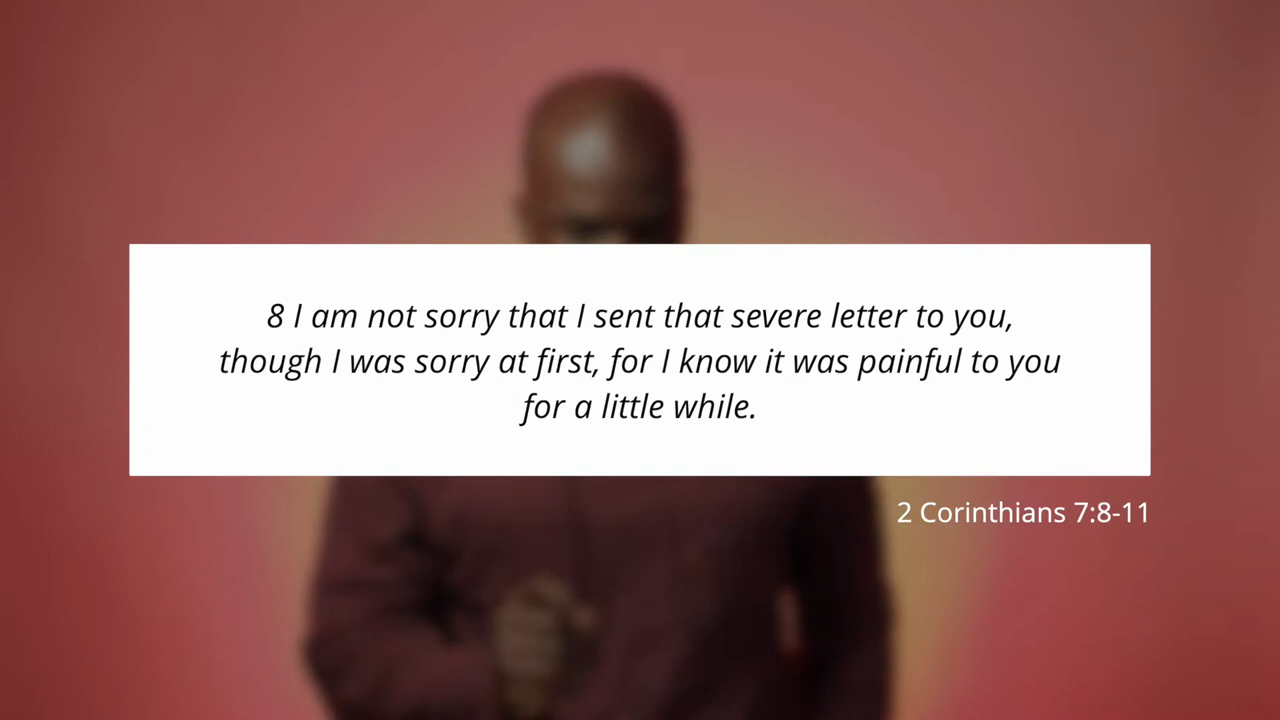 8 I am not sorry that I sent that severe letter to you,
though I was sorry at first, for I know it was painful to you
for a little while.
2 Corinthians 7:8-11